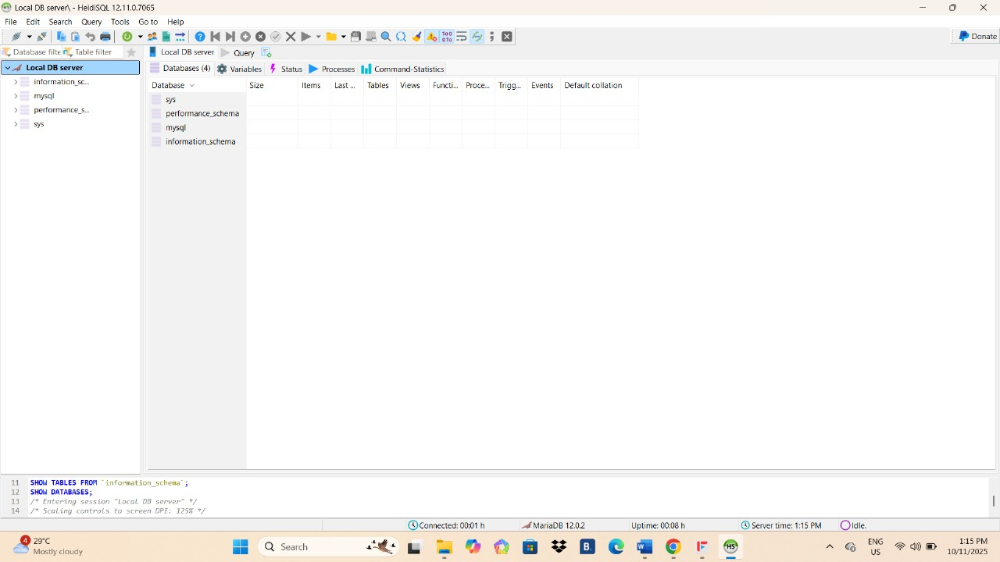 Local DB server\ - HeidiSQL 12.11.0.7065
File Edit Search Query Tools Go to Help
Donate
Database filte Table filter
Local DB server Query
Local DB server
information_sc...
mysql
performance_s...
sys
Databases (4) Variables Status Processes Command-Statistics
Database Size Items Last ... Tables Views Functi... Proce... Trigg... Events Default collation
sys
performance_schema
mysql
information_schema
11 SHOW TABLES FROM `information_schema`;
12 SHOW DATABASES;
13 /* Entering session "Local DB server" */
14 /* Scaling controls to screen DPI: 125% */
Connected: 00:01 h MariaDB 12.0.2 Uptime: 00:08 h Server time: 1:15 PM Idle.
4 29°C
Mostly cloudy
Search
ENG
US
1:15 PM
10/11/2025